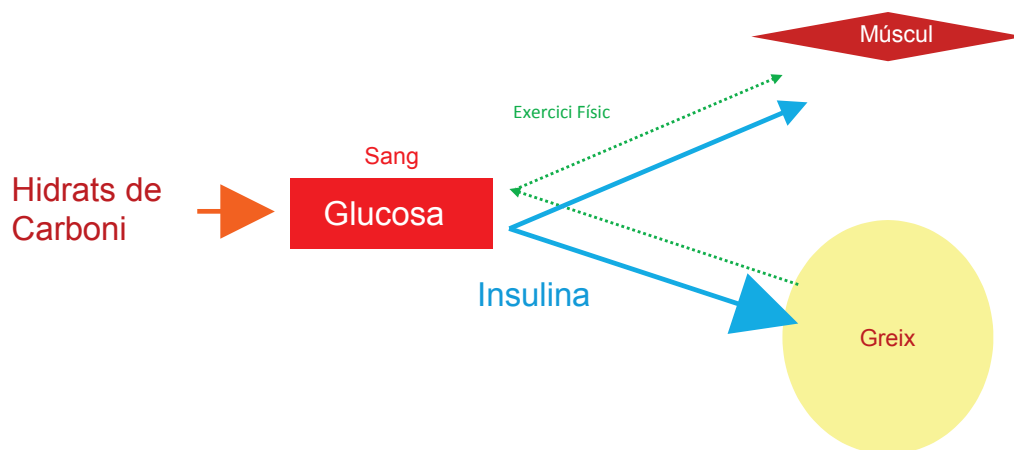 Múscul
Exercici Físic
Sang
Hidrats de
Carboni
Glucosa
Insulina
Greix